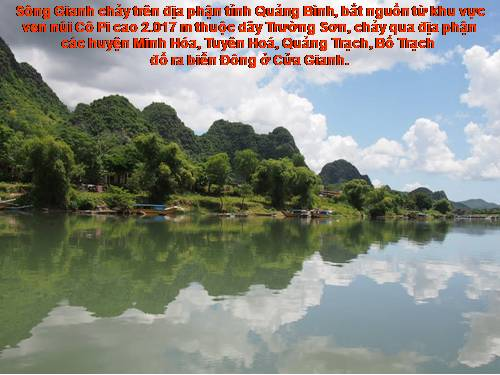 Sông Gianh chảy trên địa phận tỉnh Quảng Bình, bắt nguồn từ khu vực
ven núi Cô Pi cao 2.017 m thuộc dãy Trường Sơn, chảy qua địa phận
các huyện Minh Hóa, Tuyên Hoá, Quảng Trạch, Bố Trạch
đổ ra biển Đông ở Cửa Gianh.